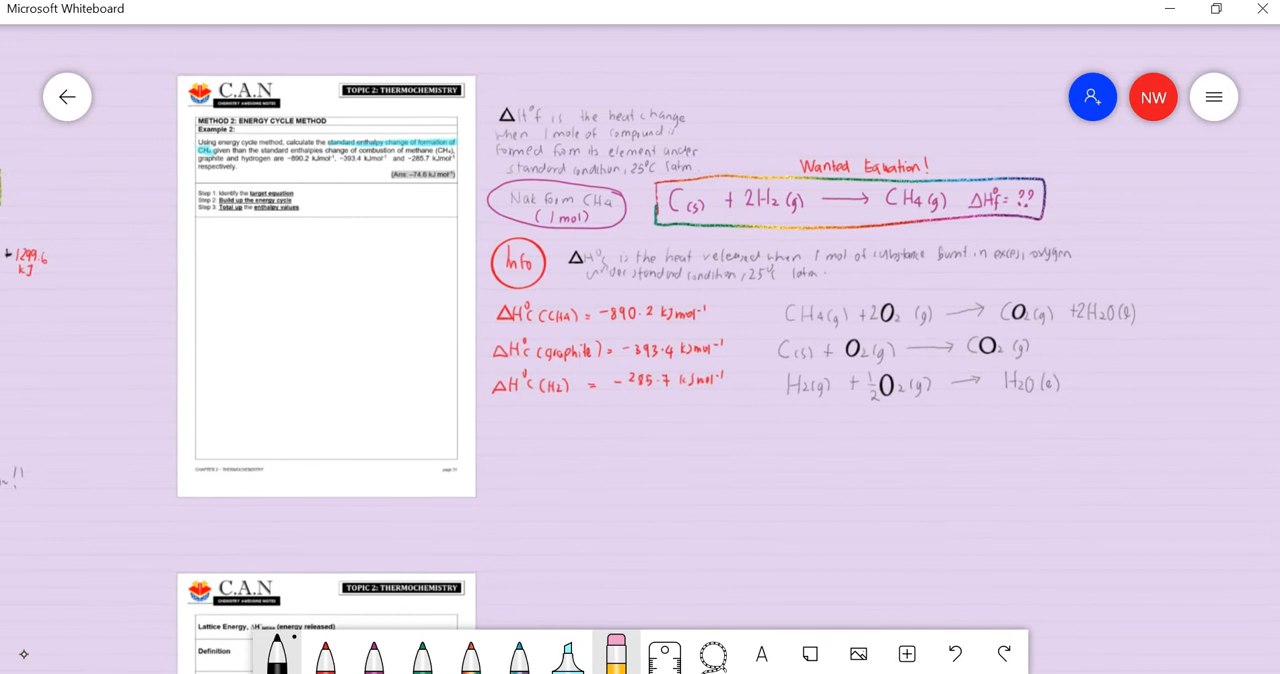 Microsoft Whiteboard
NW
C.A.N
CHEMISTRY AWESOME NOTES
TOPIC 2: THERMOCHEMISTRY
METHOD 2: ENERGY CYCLE METHOD
Example 2:
Using energy cycle method, calculate the standard enthalpy change of formation of
CH₄ given than the standard enthalpies change of combustion of methane (CH₄),
graphite and hydrogen are −890.2 kJmol⁻¹, −393.4 kJmol⁻¹ and −285.7 kJmol⁻¹
respectively.
(Ans: −74.6 kJ mol⁻¹)
Step 1: Identify the target equation
Step 2: Build up the energy cycle
Step 3: Total up the enthalpy values
CHAPTER 2 - THERMOCHEMISTRY
page 31
ΔH°f is the heat change
when 1 mole of compound is
formed from its element under
standard condition, 25°C 1atm
Nak form CH4
(1 mol)
Wanted Equation!
C(s) + 2H2(g) → CH4(g) ΔH°f = ??
+1299.6
kJ
Info
ΔH°c is the heat released when 1 mol of substance burnt in excess oxygen
under standard condition, 25°C 1atm.
ΔH°c (CH4) = -890.2 kJmol⁻¹
CH4(g) + 2O2 (g) → CO2(g) + 2H2O(l)
ΔH°c (graphite) = -393.4 kJmol⁻¹
C(s) + O2(g) → CO2 (g)
ΔH°c (H2) = -285.7 kJmol⁻¹
H2(g) + ½O2(g) → H2O(l)
!!
C.A.N
CHEMISTRY AWESOME NOTES
TOPIC 2: THERMOCHEMISTRY
Lattice Energy, (energy released)
Definition
A